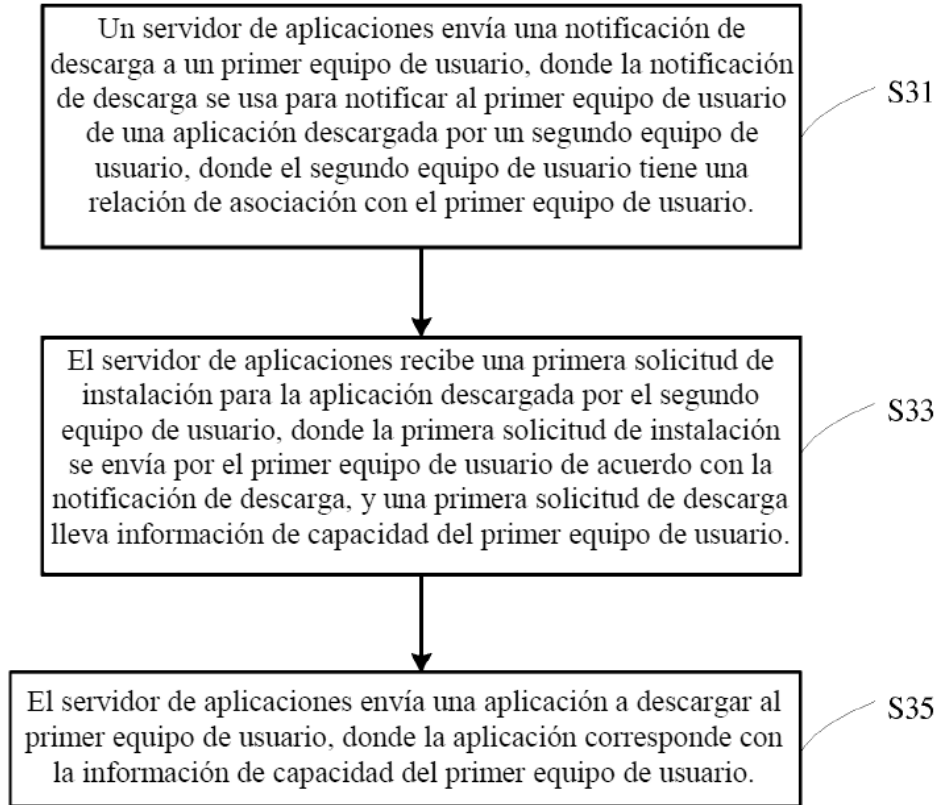 Un servidor de aplicaciones envía una notificación de
descarga a un primer equipo de usuario, donde la notificación
de descarga se usa para notificar al primer equipo de usuario
de una aplicación descargada por un segundo equipo de
usuario, donde el segundo equipo de usuario tiene una
relación de asociación con el primer equipo de usuario.
S31
El servidor de aplicaciones recibe una primera solicitud de
instalación para la aplicación descargada por el segundo
equipo de usuario, donde la primera solicitud de instalación
se envía por el primer equipo de usuario de acuerdo con la
notificación de descarga, y una primera solicitud de descarga
lleva información de capacidad del primer equipo de usuario.
S33
El servidor de aplicaciones envía una aplicación a descargar al
primer equipo de usuario, donde la aplicación corresponde con
la información de capacidad del primer equipo de usuario.
S35